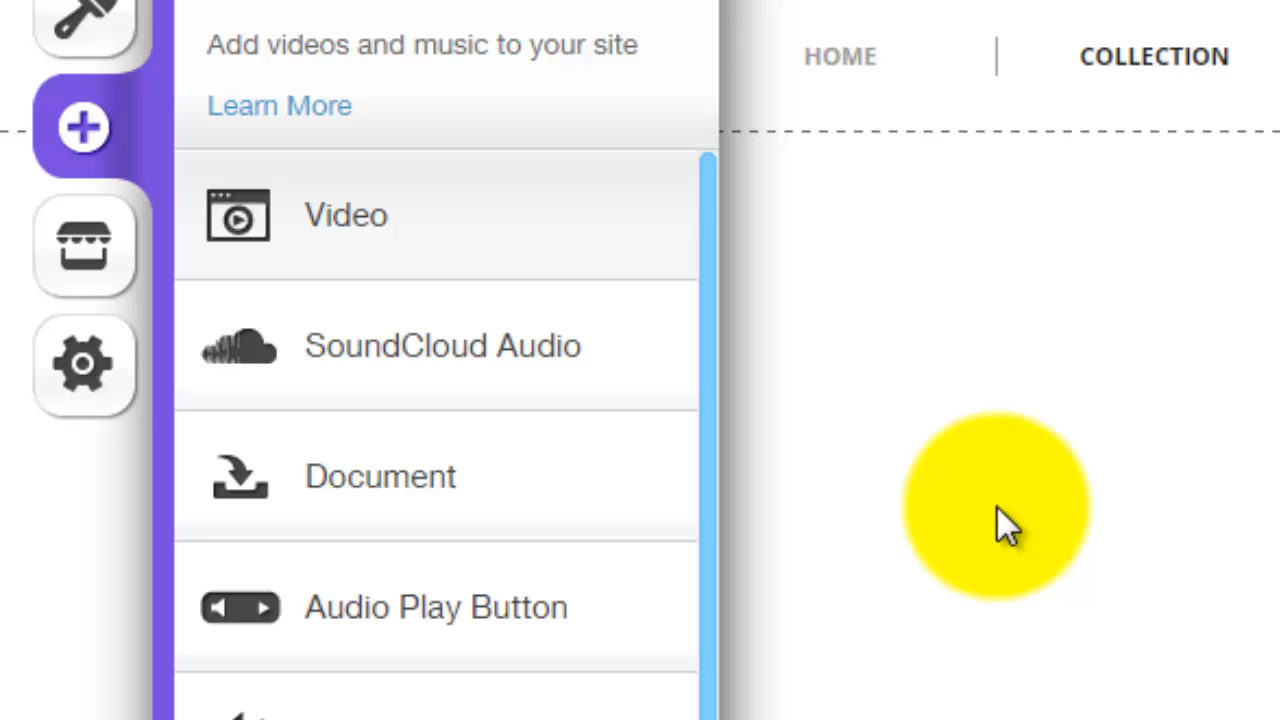 Add videos and music to your site
HOME
COLLECTION
Learn More
Video
SoundCloud Audio
Document
Audio Play Button